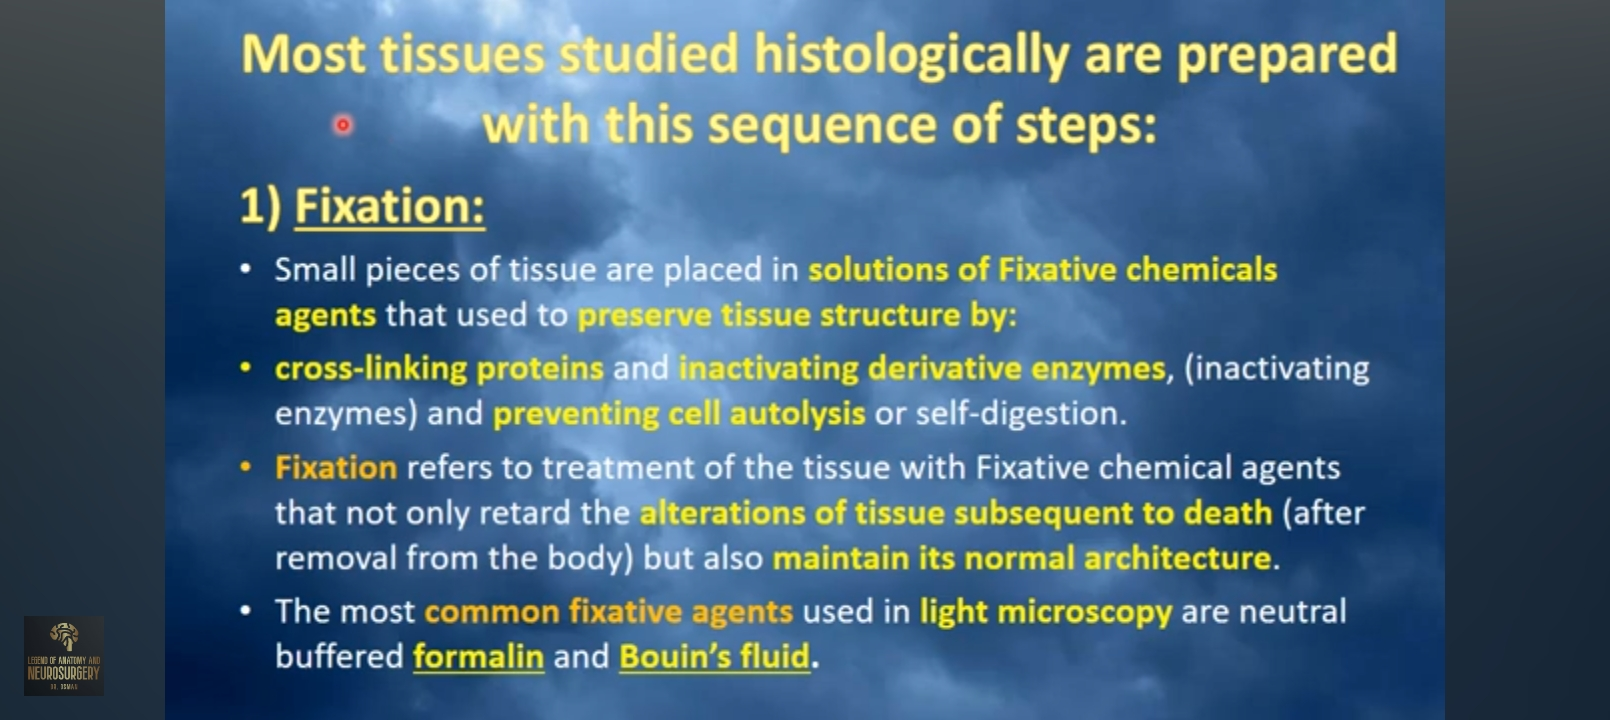 Most tissues studied histologically are prepared
with this sequence of steps:
1) Fixation:
• Small pieces of tissue are placed in solutions of Fixative chemicals
agents that used to preserve tissue structure by:
• cross-linking proteins and inactivating derivative enzymes, (inactivating
enzymes) and preventing cell autolysis or self-digestion.
• Fixation refers to treatment of the tissue with Fixative chemical agents
that not only retard the alterations of tissue subsequent to death (after
removal from the body) but also maintain its normal architecture.
• The most common fixative agents used in light microscopy are neutral
buffered formalin and Bouin's fluid.
LEGEND OF ANATOMY AND
NEUROSURGERY
DR. OSMAN